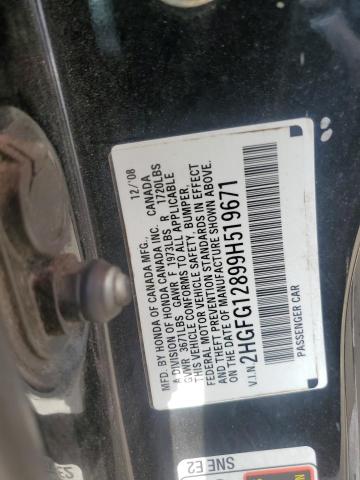 12/'08
MFD. BY HONDA OF CANADA MFG.,
A DIVISION OF HONDA CANADA INC. CANADA
GVWR 3671LBS GAWR F 1973LBS R 1720LBS
THIS VEHICLE CONFORMS TO ALL APPLICABLE
FEDERAL MOTOR VEHICLE SAFETY, BUMPER,
THEFT PREVENTION STANDARDS IN EFFECT
ON THE DATE OF MANUFACTURE SHOWN ABOVE.
V.I.N. 2HGFG12899H519671
PASSENGER CAR
SNE E2